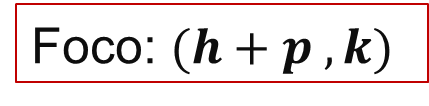 Foco: (h + p , k)